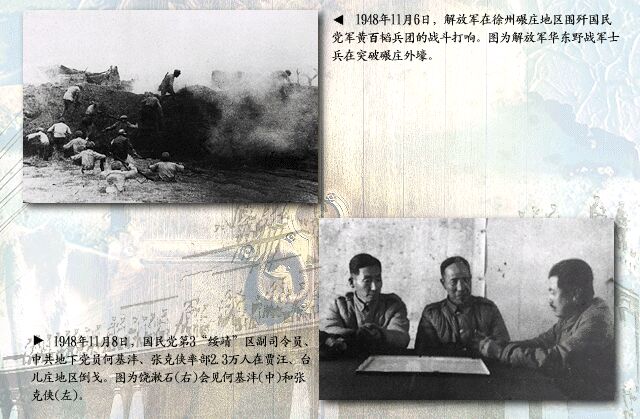 ◀ 1948年11月6日，解放军在徐州碾庄地区围歼国民
党军黄百韬兵团的战斗打响。图为解放军华东野战军士
兵在突破碾庄外壕。
▶ 1948年11月8日，国民党第3“绥靖”区副司令员、
中共地下党员何基沣、张克侠率部2.3万人在贾汪、台
儿庄地区倒戈。图为饶漱石(右)会见何基沣(中)和张
克侠(左)。